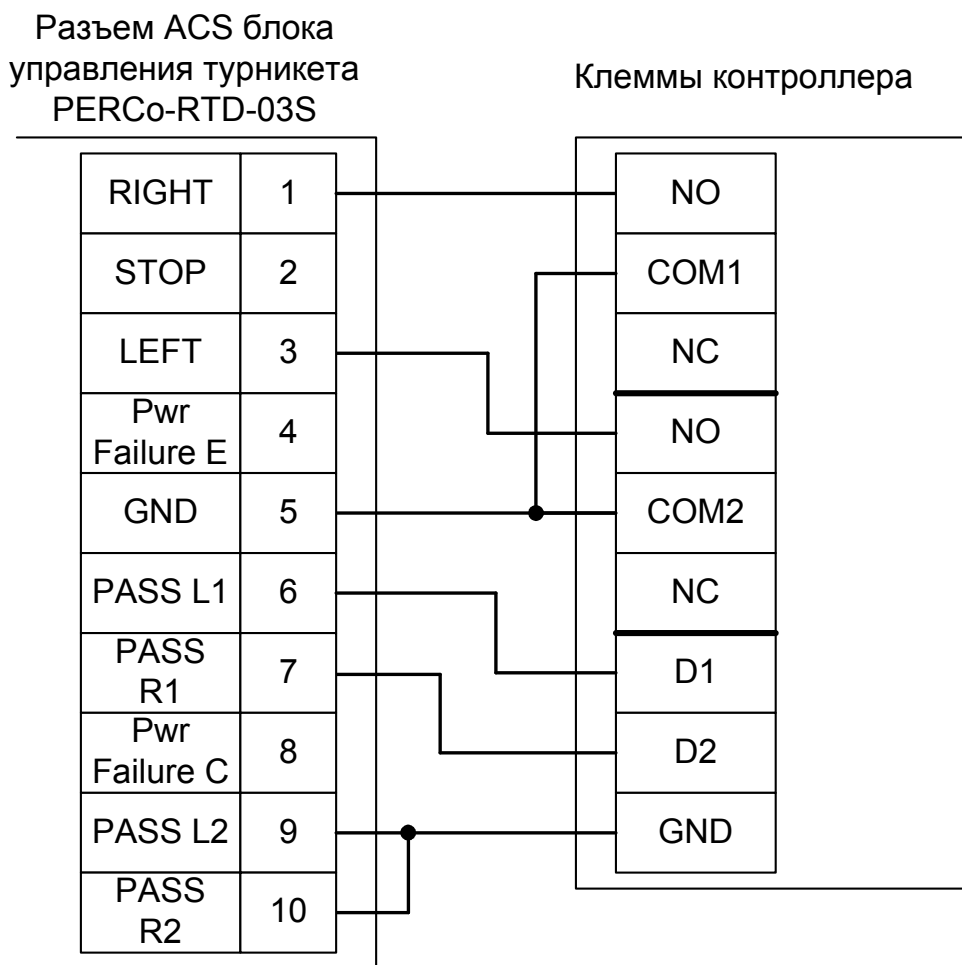 Разъем ACS блока
управления турникета
PERCo-RTD-03S
Клеммы контроллера
RIGHT 1
STOP 2
LEFT 3
Pwr
Failure E 4
GND 5
PASS L1 6
PASS
R1 7
Pwr
Failure C 8
PASS L2 9
PASS
R2 10
NO
COM1
NC
NO
COM2
NC
D1
D2
GND